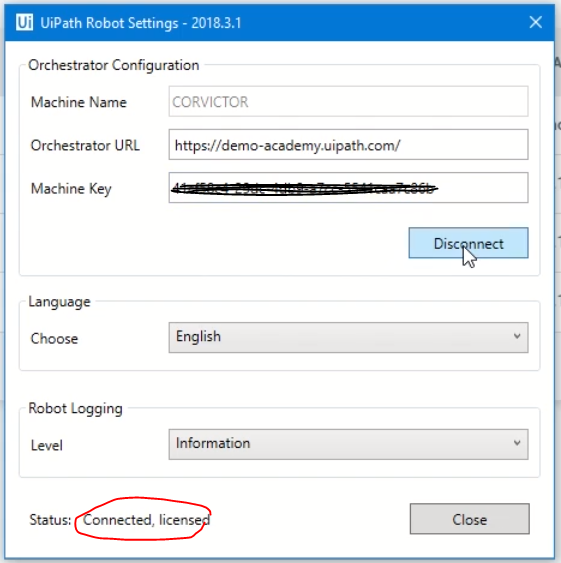 Ui UiPath Robot Settings - 2018.3.1
Orchestrator Configuration
Machine Name CORVICTOR
Orchestrator URL https://demo-academy.uipath.com/
Machine Key
Disconnect
Language
Choose English
Robot Logging
Level Information
Status: Connected, licensed
Close